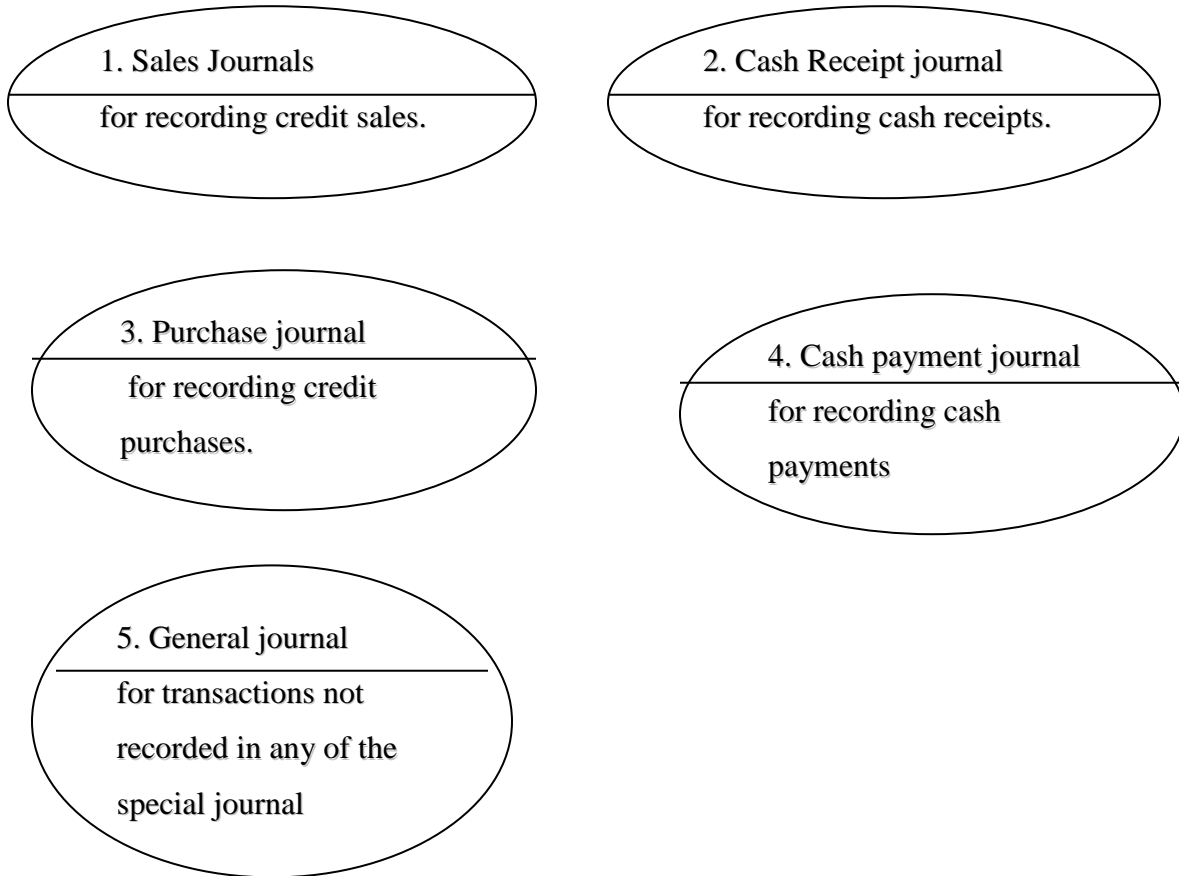 1. Sales Journals
for recording credit sales.
2. Cash Receipt journal
for recording cash receipts.
3. Purchase journal
for recording credit
purchases.
4. Cash payment journal
for recording cash
payments
5. General journal
for transactions not
recorded in any of the
special journal